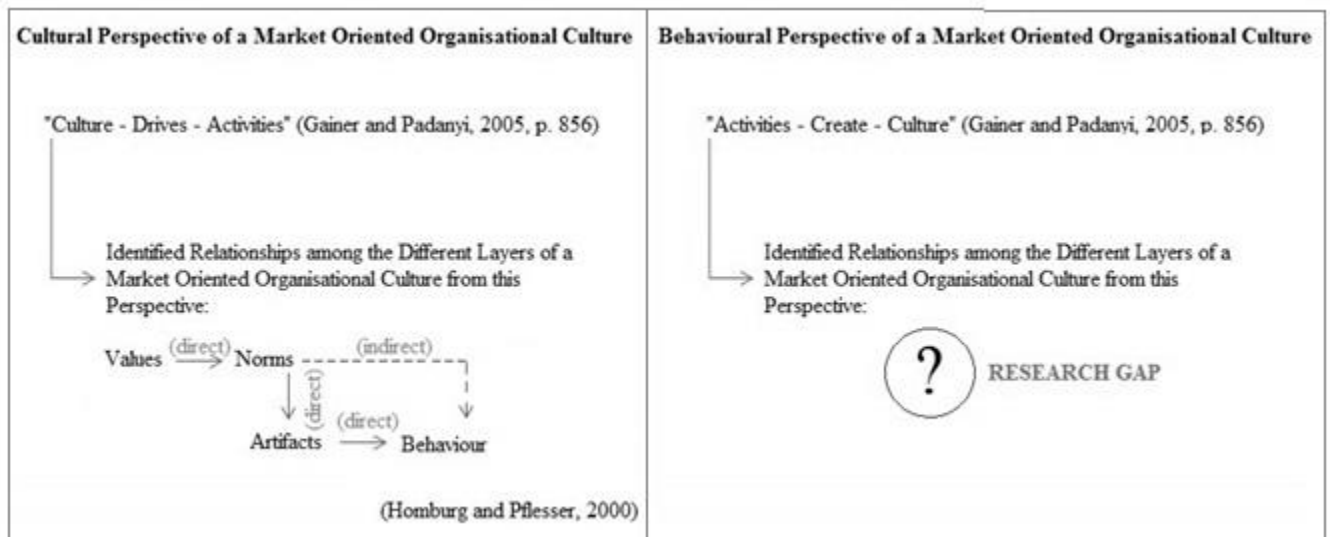 Cultural Perspective of a Market Oriented Organisational Culture
"Culture - Drives - Activities" (Gainer and Padanyi, 2005, p. 856)
Identified Relationships among the Different Layers of a
Market Oriented Organisational Culture from this
Perspective:
Values (direct) Norms (indirect)
(direct)
Artifacts (direct) Behaviour
(Homburg and Pflesser, 2000)
Behavioural Perspective of a Market Oriented Organisational Culture
"Activities - Create - Culture" (Gainer and Padanyi, 2005, p. 856)
Identified Relationships among the Different Layers of a
Market Oriented Organisational Culture from this
Perspective:
? RESEARCH GAP